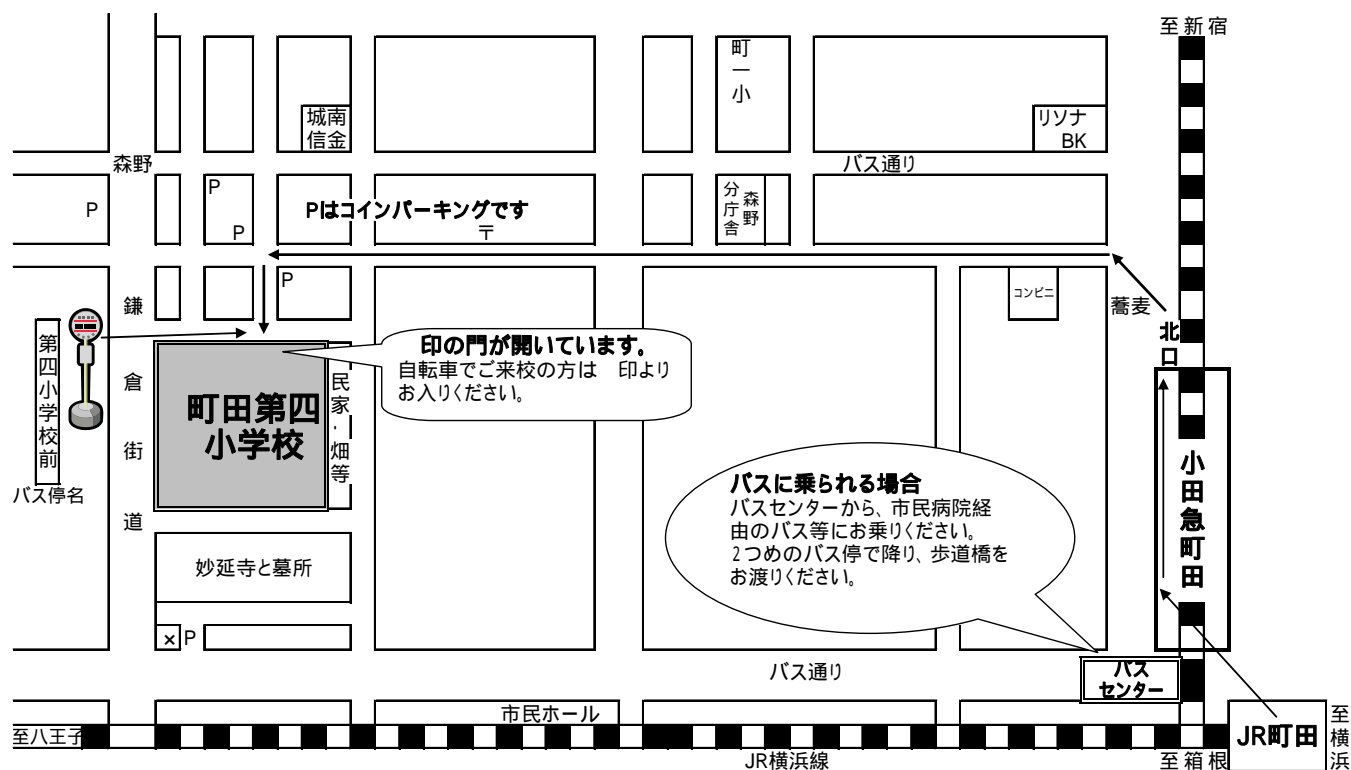 至新宿
町一小
城南
信金
リソナ
BK
森野
バス通り
P
P
P
Pはコインパーキングです
〒
分庁舎
森野
P
コンビニ
蕎麦
北口
鎌倉街道
第四小学校前
バス停名
町田第四
小学校
民家・畑等
印の門が開いています。
自転車でご来校の方は　印より
お入りください。
バスに乗られる場合
バスセンターから、市民病院経
由のバス等にお乗りください。
2つめのバス停で降り、歩道橋を
お渡りください。
小田急町田
妙延寺と墓所
×P
バス通り
バス
センター
市民ホール
至八王子
JR横浜線
至箱根
JR町田
至横浜